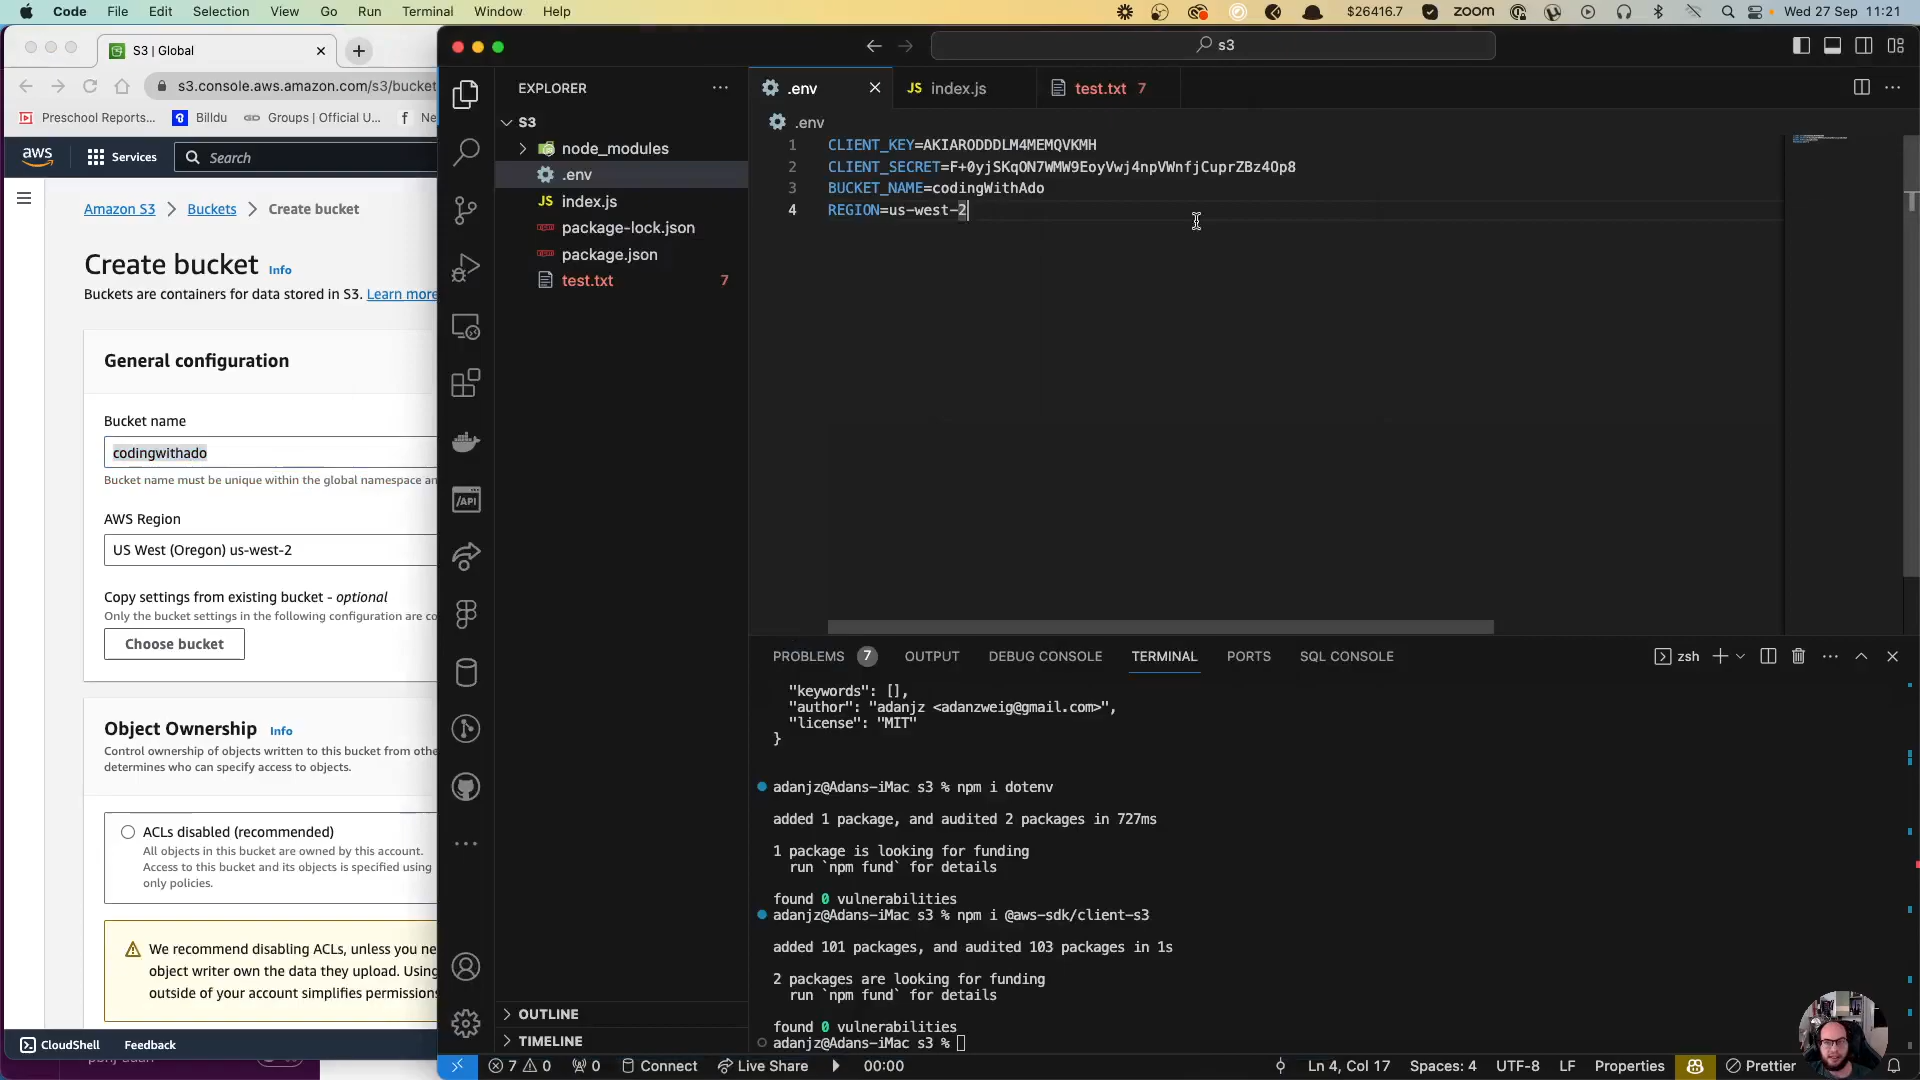 Code File Edit Selection View Go Run Terminal Window Help
$26416.7 zoom Wed 27 Sep 11:21
S3 | Global
s3.console.aws.amazon.com/s3/bucket
Preschool Reports... Billdu Groups | Official U... Ne
aws Services Search
Amazon S3 > Buckets > Create bucket
Create bucket Info
Buckets are containers for data stored in S3. Learn more
General configuration
Bucket name
codingwithado
Bucket name must be unique within the global namespace an
AWS Region
US West (Oregon) us-west-2
Copy settings from existing bucket - optional
Only the bucket settings in the following configuration are co
Choose bucket
Object Ownership Info
Control ownership of objects written to this bucket from othe
determines who can specify access to objects.
ACLs disabled (recommended)
All objects in this bucket are owned by this account.
Access to this bucket and its objects is specified using
only policies.
We recommend disabling ACLs, unless you ne
object writer own the data they upload. Using
outside of your account simplifies permissions
CloudShell Feedback
s3
EXPLORER
S3
node_modules
.env
index.js
package-lock.json
package.json
test.txt 7
OUTLINE
TIMELINE
.env index.js test.txt 7
.env
1 CLIENT_KEY=AKIARODDDLM4MEMQVKMH
2 CLIENT_SECRET=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
3 BUCKET_NAME=codingWithAdo
4 REGION=us-west-2
PROBLEMS 7 OUTPUT DEBUG CONSOLE TERMINAL PORTS SQL CONSOLE
zsh
"keywords": [],
"author": "adanjz <adanzweig@gmail.com>",
"license": "MIT"
}
adanjz@Adans-iMac s3 % npm i dotenv
added 1 package, and audited 2 packages in 727ms
1 package is looking for funding
run `npm fund` for details
found 0 vulnerabilities
adanjz@Adans-iMac s3 % npm i @aws-sdk/client-s3
added 101 packages, and audited 103 packages in 1s
2 packages are looking for funding
run `npm fund` for details
found 0 vulnerabilities
adanjz@Adans-iMac s3 %
7 0 0 Connect Live Share 00:00
Ln 4, Col 17 Spaces: 4 UTF-8 LF Properties Prettier
/API